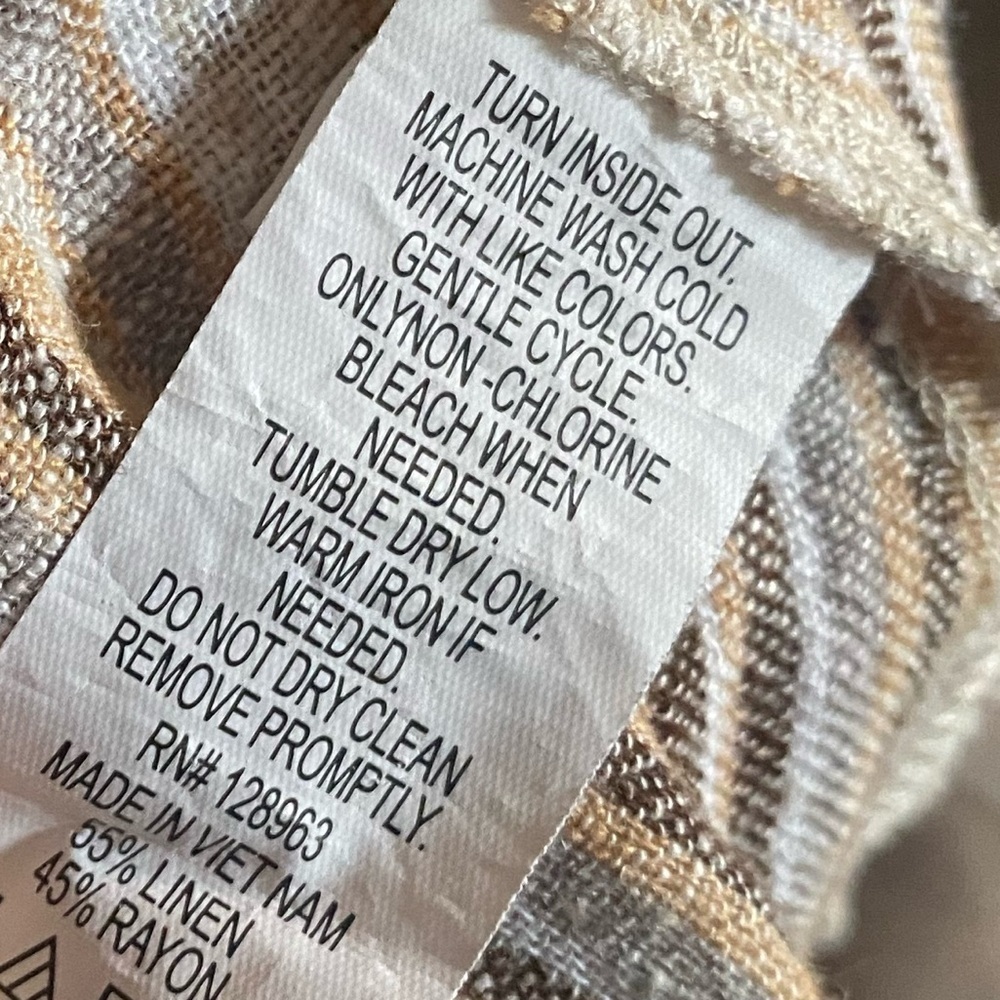 TURN INSIDE OUT.
MACHINE WASH COLD
WITH LIKE COLORS.
GENTLE CYCLE.
ONLYNON-CHLORINE
BLEACH WHEN
NEEDED.
TUMBLE DRY LOW.
WARM IRON IF
NEEDED.
DO NOT DRY CLEAN
REMOVE PROMPTLY.
RN# 128963
MADE IN VIET NAM
55% LINEN
45% RAYON